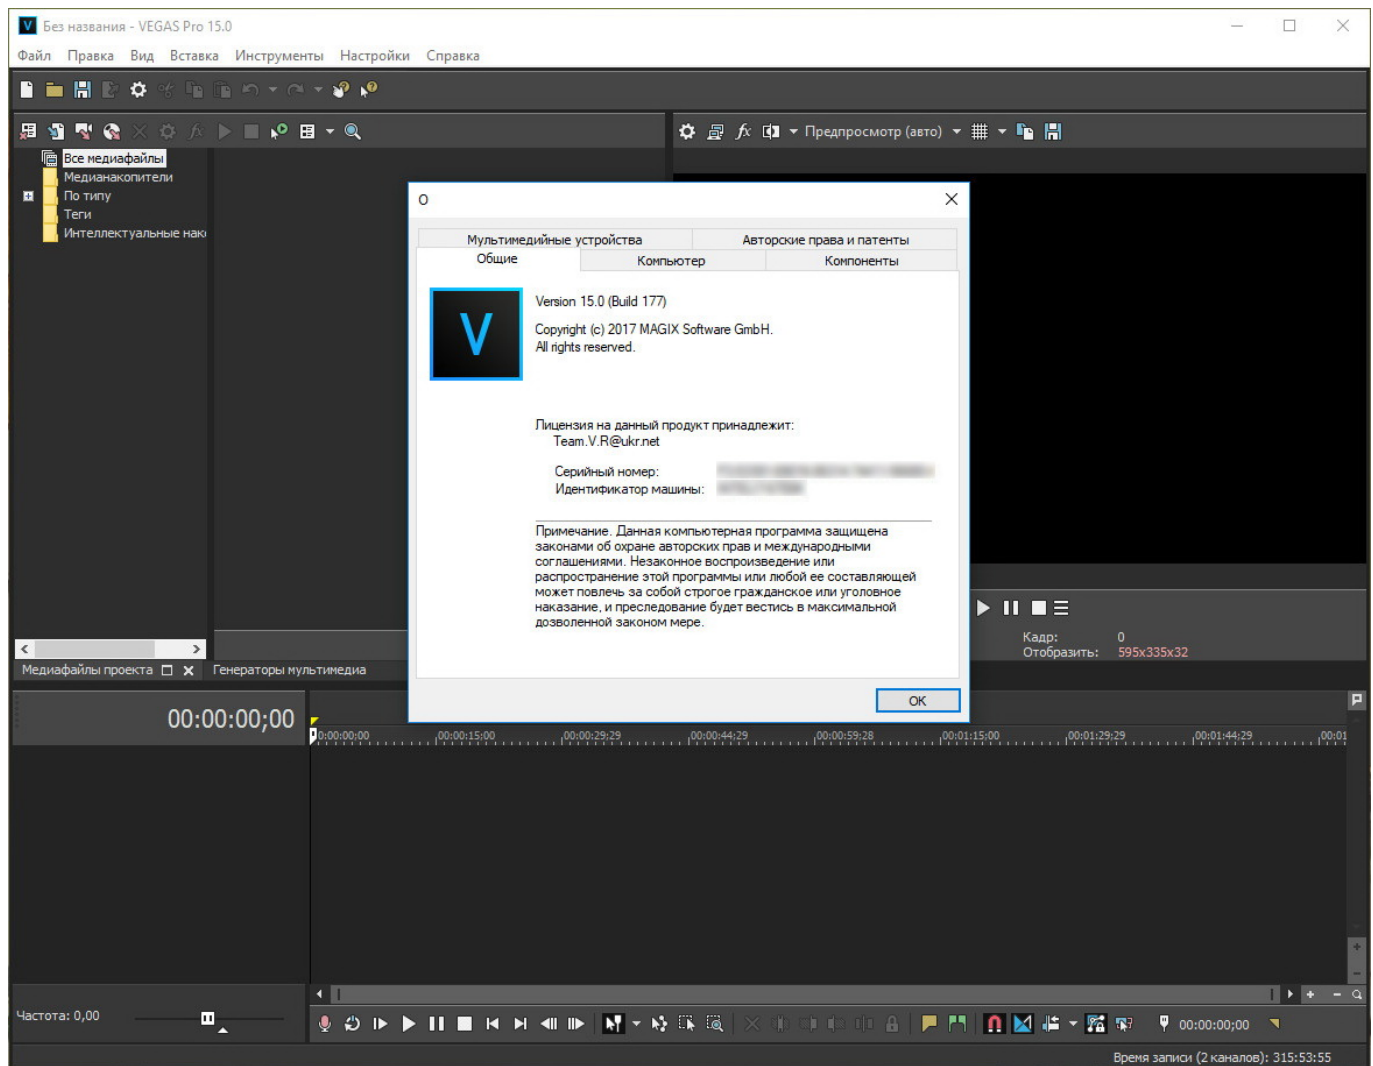 Без названия - VEGAS Pro 15.0
Файл Правка Вид Вставка Инструменты Настройки Справка
Предпросмотр (авто)
Все медиафайлы
Медианакопители
По типу
Теги
Интеллектуальные нак
О
Мультимедийные устройства Авторские права и патенты
Общие Компьютер Компоненты
V
Version 15.0 (Build 177)
Copyright (c) 2017 MAGIX Software GmbH.
All rights reserved.
Лицензия на данный продукт принадлежит:
Team.V.R@ukr.net
Серийный номер:
Идентификатор машины:
Примечание. Данная компьютерная программа защищена
законами об охране авторских прав и международными
соглашениями. Незаконное воспроизведение или
распространение этой программы или любой ее составляющей
может повлечь за собой строгое гражданское или уголовное
наказание, и преследование будет вестись в максимальной
дозволенной законом мере.
OK
Кадр: 0
Отобразить: 595x335x32
Медиафайлы проекта Генераторы мультимедиа
00:00:00;00
0:00:00:00 00:00:15:00 00:00:29:29 00:00:44:29 00:00:59:28 00:01:15:00 00:01:29:29 00:01:44:29 00:01
Частота: 0,00
00:00:00;00
Время записи (2 каналов): 315:53:55